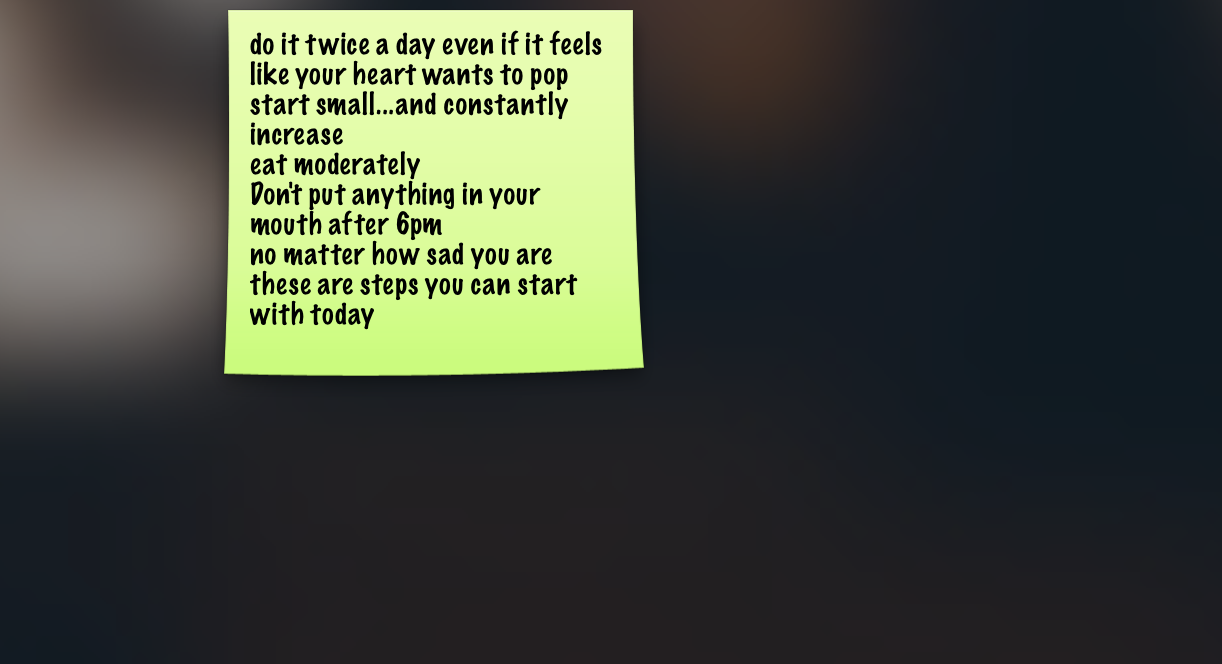 do it twice a day even if it feels
like your heart wants to pop
start small...and constantly
increase
eat moderately
Don't put anything in your
mouth after 6pm
no matter how sad you are
these are steps you can start
with today